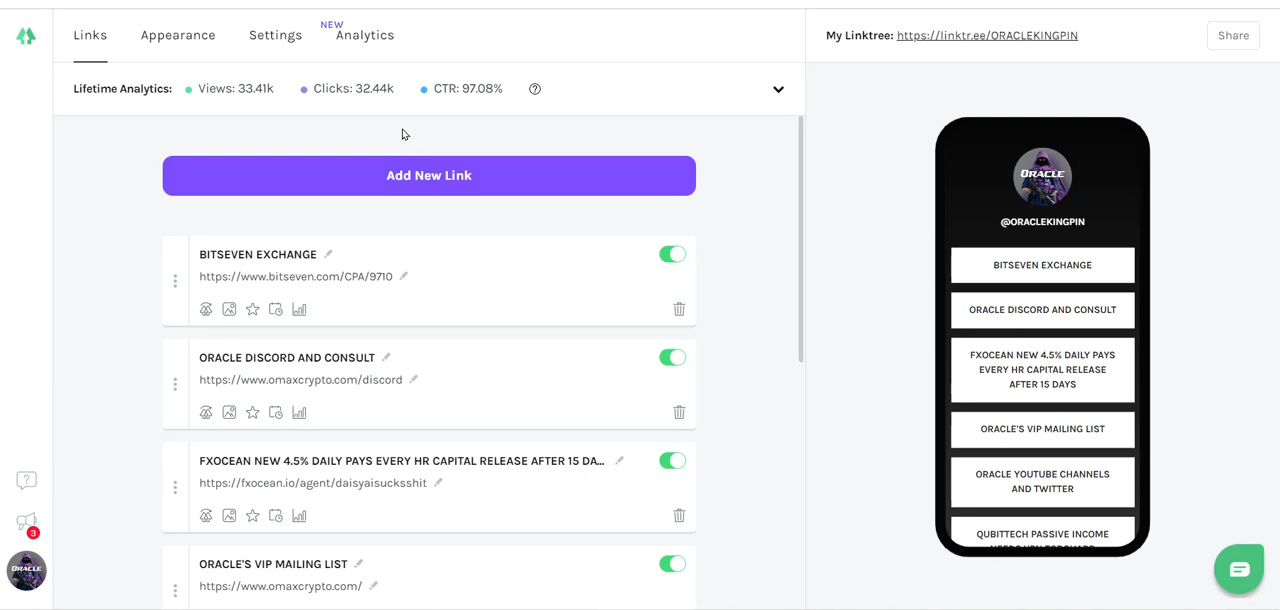 Links
Appearance
Settings
NEW
Analytics
My Linktree: https://linktr.ee/ORACLEKINGPIN
Share
Lifetime Analytics:
Views: 33.41k
Clicks: 32.44k
CTR: 97.08%
?
Add New Link
BITSEVEN EXCHANGE
https://www.bitseven.com/CPA/9710
ORACLE DISCORD AND CONSULT
https://www.omaxcrypto.com/discord
FXOCEAN NEW 4.5% DAILY PAYS EVERY HR CAPITAL RELEASE AFTER 15 DA...
https://fxocean.io/agent/daisyaisucksshit
ORACLE'S VIP MAILING LIST
https://www.omaxcrypto.com/
?
3
ORACLE
ORACLE
@ORACLEKINGPIN
BITSEVEN EXCHANGE
ORACLE DISCORD AND CONSULT
FXOCEAN NEW 4.5% DAILY PAYS
EVERY HR CAPITAL RELEASE
AFTER 15 DAYS
ORACLE'S VIP MAILING LIST
ORACLE YOUTUBE CHANNELS
AND TWITTER
QUBITTECH PASSIVE INCOME